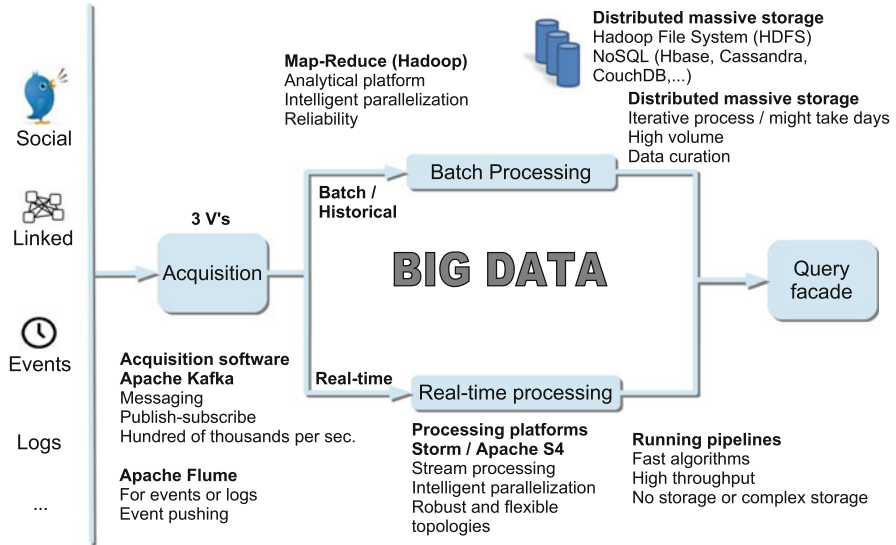 Social
Linked
Events
Logs
...
3 V's
Acquisition
Acquisition software
Apache Kafka
Messaging
Publish-subscribe
Hundred of thousands per sec.
Apache Flume
For events or logs
Event pushing
Map-Reduce (Hadoop)
Analytical platform
Intelligent parallelization
Reliability
Batch /
Historical
Batch Processing
Distributed massive storage
Hadoop File System (HDFS)
NoSQL (Hbase, Cassandra,
CouchDB,...)
Distributed massive storage
Iterative process / might take days
High volume
Data curation
BIG DATA
Query
facade
Real-time
Real-time processing
Processing platforms
Storm / Apache S4
Stream processing
Intelligent parallelization
Robust and flexible
topologies
Running pipelines
Fast algorithms
High throughput
No storage or complex storage